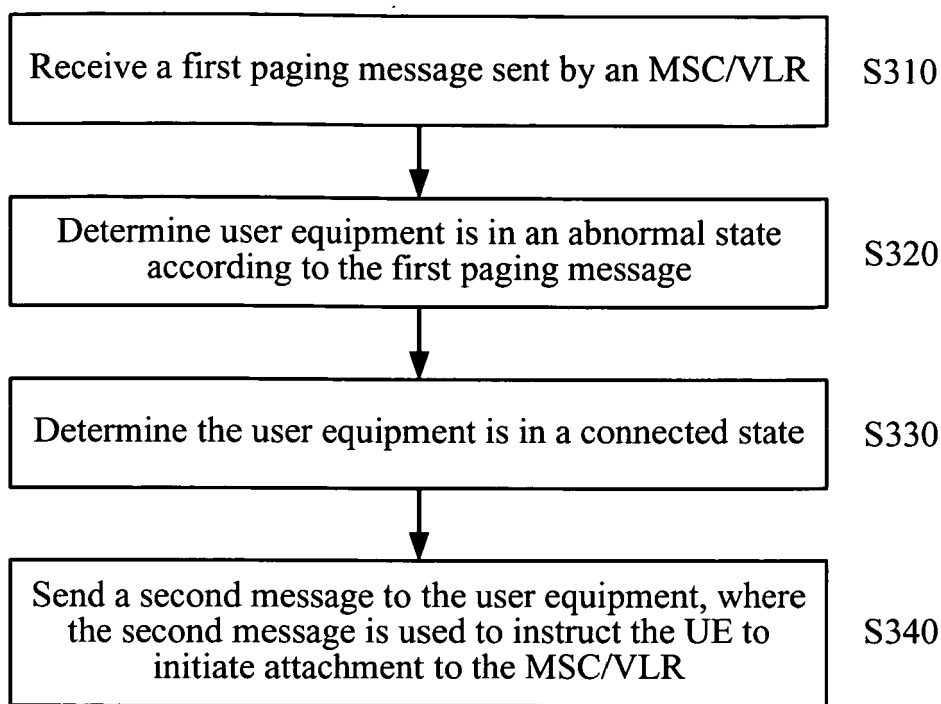 Receive a first paging message sent by an MSC/VLR
S310
Determine user equipment is in an abnormal state
according to the first paging message
S320
Determine the user equipment is in a connected state
S330
Send a second message to the user equipment, where
the second message is used to instruct the UE to
initiate attachment to the MSC/VLR
S340